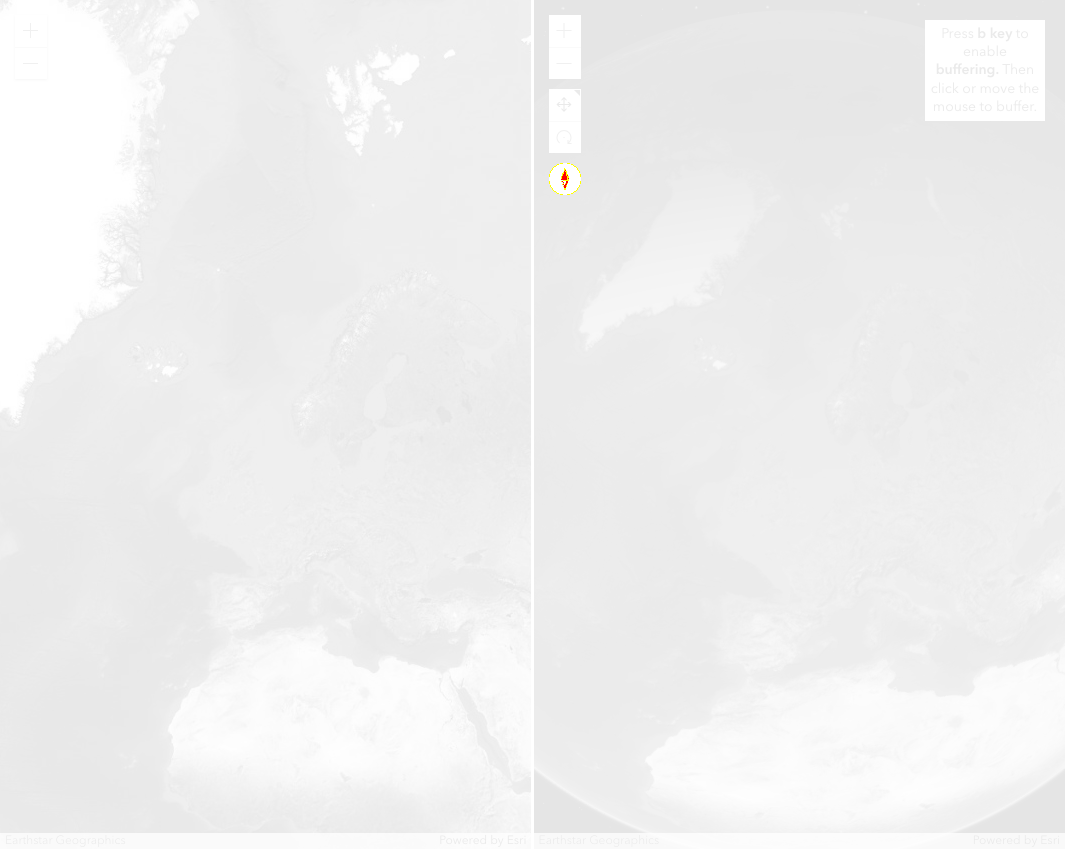 Press b key to
enable
buffering. Then
click or move the
mouse to buffer.
Earthstar Geographics
Powered by Esri
Earthstar Geographics
Powered by Esri